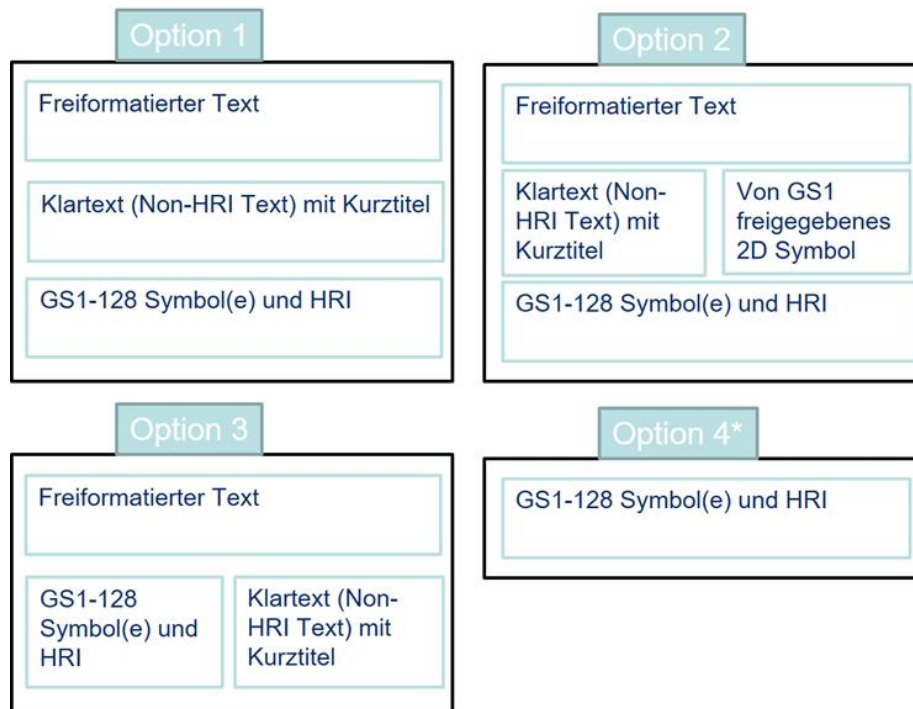 Option 1
Freiformatierter Text
Klartext (Non-HRI Text) mit Kurztitel
GS1-128 Symbol(e) und HRI
Option 2
Freiformatierter Text
Klartext (Non-
HRI Text) mit
Kurztitel
Von GS1
freigegebenes
2D Symbol
GS1-128 Symbol(e) und HRI
Option 3
Freiformatierter Text
GS1-128
Symbol(e) und
HRI
Klartext (Non-
HRI Text) mit
Kurztitel
Option 4*
GS1-128 Symbol(e) und HRI